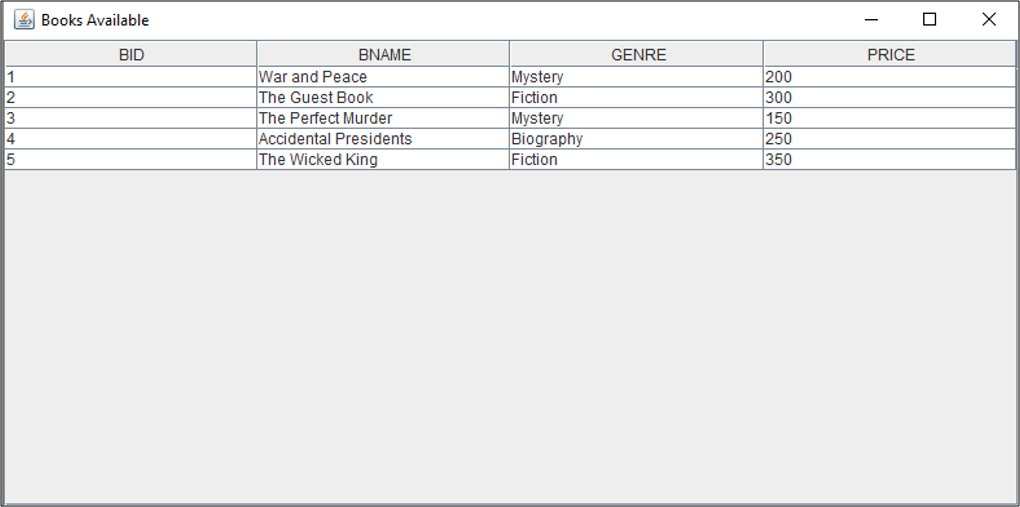 Books Available
BID BNAME GENRE PRICE
1 War and Peace Mystery 200
2 The Guest Book Fiction 300
3 The Perfect Murder Mystery 150
4 Accidental Presidents Biography 250
5 The Wicked King Fiction 350